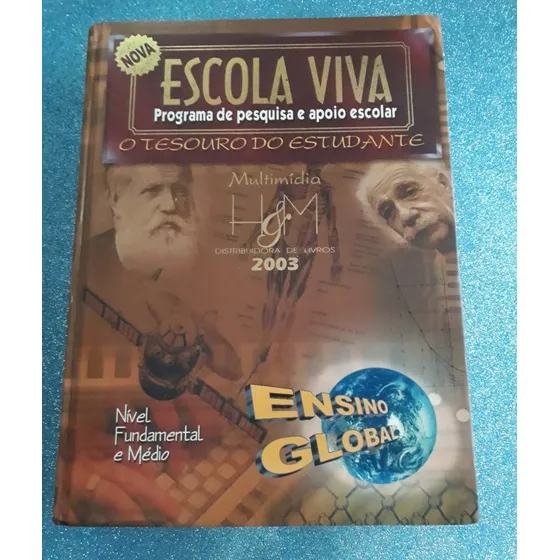 NOVA
ESCOLA VIVA
Programa de pesquisa e apoio escolar
O TESOURO DO ESTUDANTE
Multimídia
H&M
DISTRIBUIDORA DE LIVROS
2003
ENSINO
GLOBAL
Nível
Fundamental
e Médio